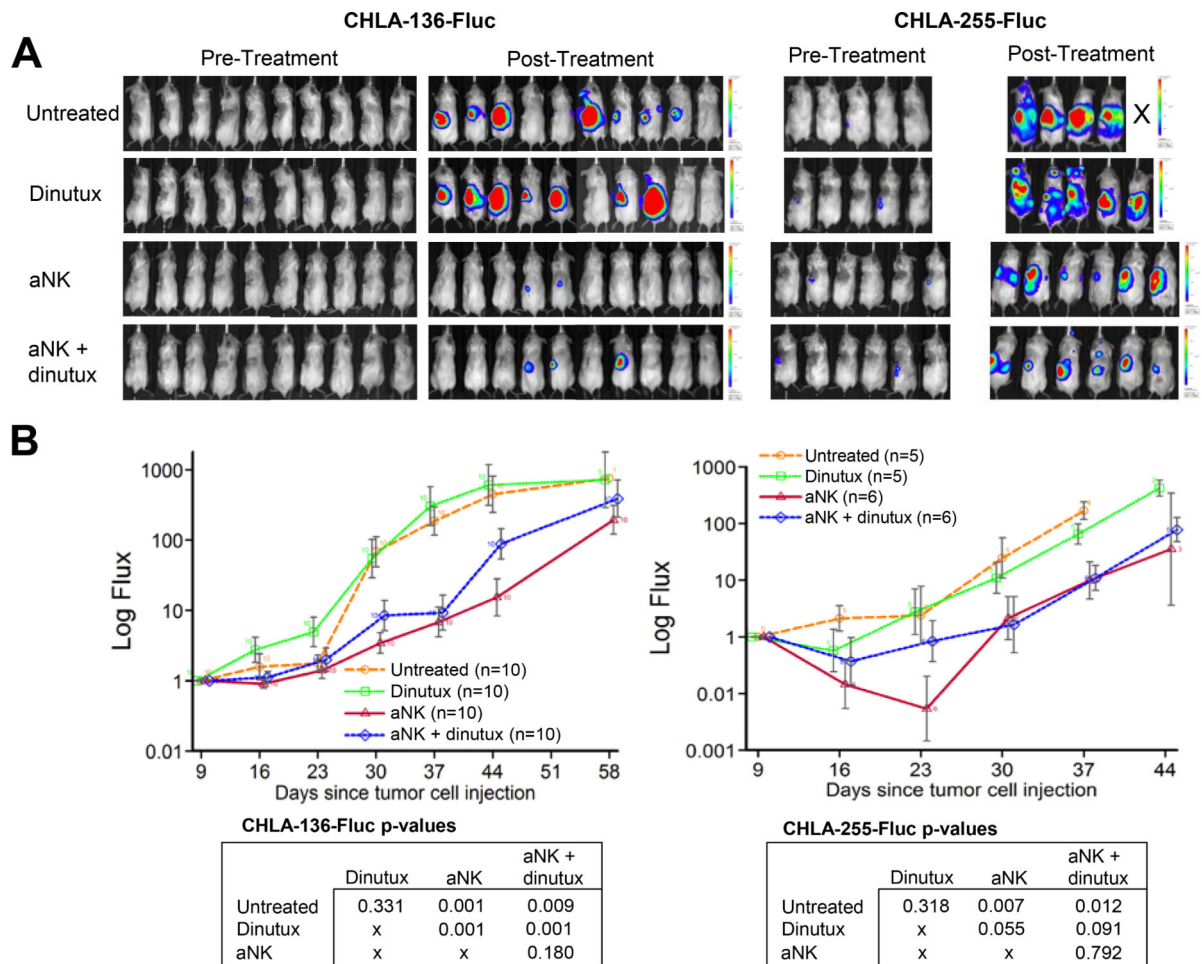 CHLA-136-Fluc CHLA-255-Fluc
A
Pre-Treatment Post-Treatment Pre-Treatment Post-Treatment
Untreated X
Dinutux
aNK
aNK +
dinutux
B
Log Flux
1000
100
10
1
0.01
9 16 23 30 37 44 51 58
Days since tumor cell injection
Untreated (n=10)
Dinutux (n=10)
aNK (n=10)
aNK + dinutux (n=10)
Log Flux
1000
100
10
1
0.01
0.001
9 16 23 30 37 44
Days since tumor cell injection
Untreated (n=5)
Dinutux (n=5)
aNK (n=6)
aNK + dinutux (n=6)
CHLA-136-Fluc p-values
Dinutux aNK aNK +
dinutux
Untreated 0.331 0.001 0.009
Dinutux x 0.001 0.001
aNK x x 0.180
CHLA-255-Fluc p-values
Dinutux aNK aNK +
dinutux
Untreated 0.318 0.007 0.012
Dinutux x 0.055 0.091
aNK x x 0.792